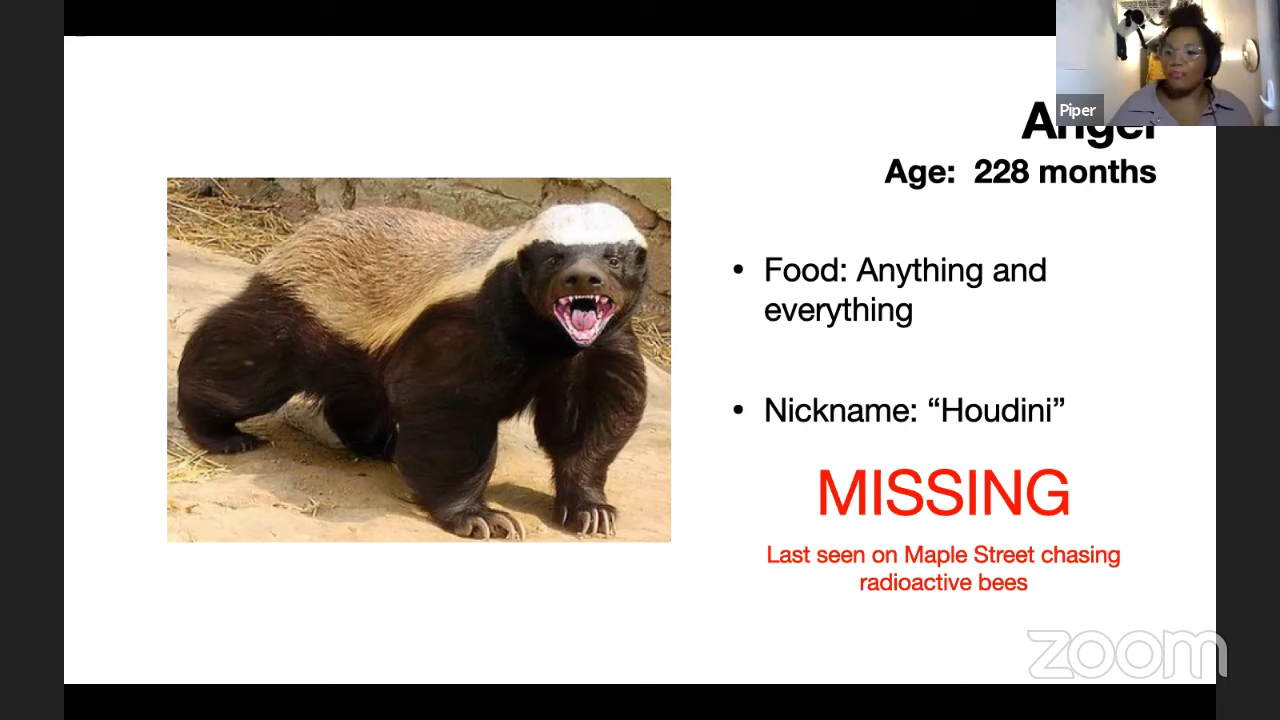 Piper
Age:  228 months
• Food: Anything and
everything
• Nickname: “Houdini”
MISSING
Last seen on Maple Street chasing
radioactive bees
zoom